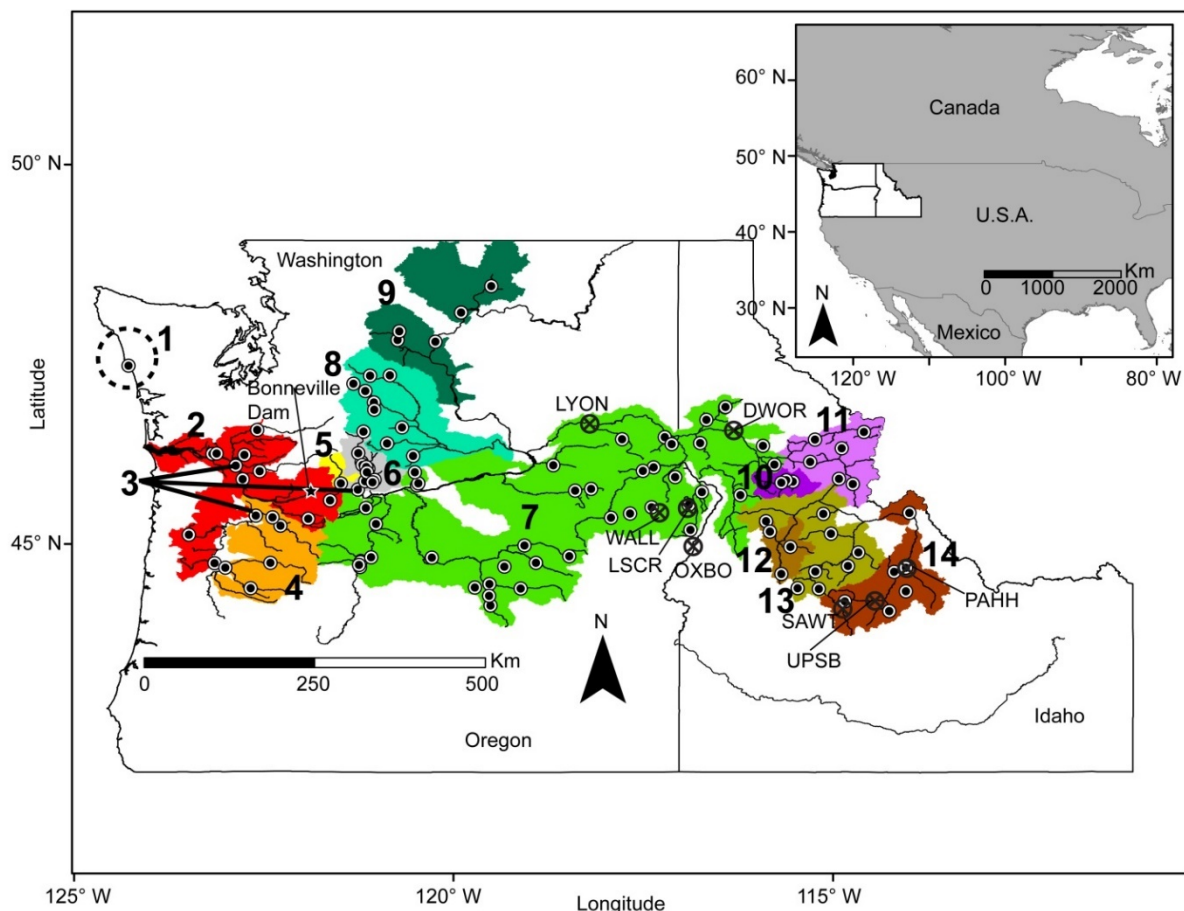 60° N
50° N
40° N
30° N
Canada
U.S.A.
Mexico
Km
0 1000 2000
N
120° W 100° W 80° W
50° N
45° N
Latitude
Washington
9
1
8
Bonneville
Dam
2
5
6
3
4
LYON
DWOR
11
10
7
WALL
LSCR
OXBO
12
14
13
PAHH
SAWT
UPSB
N
Km
0 250 500
Oregon
Idaho
125° W 120° W 115° W
Longitude